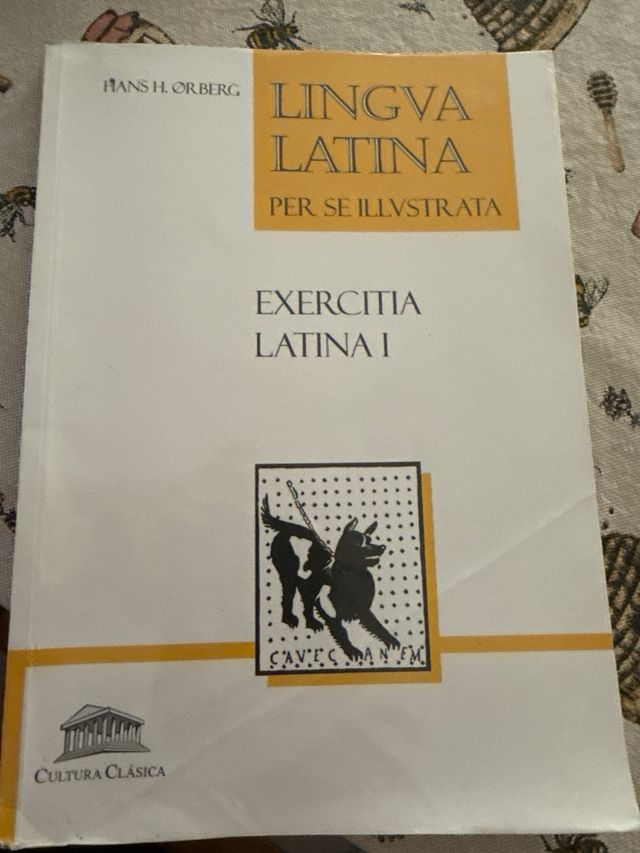 HANS H. ØRBERG
LINGVA
LATINA
PER SE ILLVSTRATA
EXERCITIA
LATINA I
CAVE CANEM
CULTURA CLÁSICA